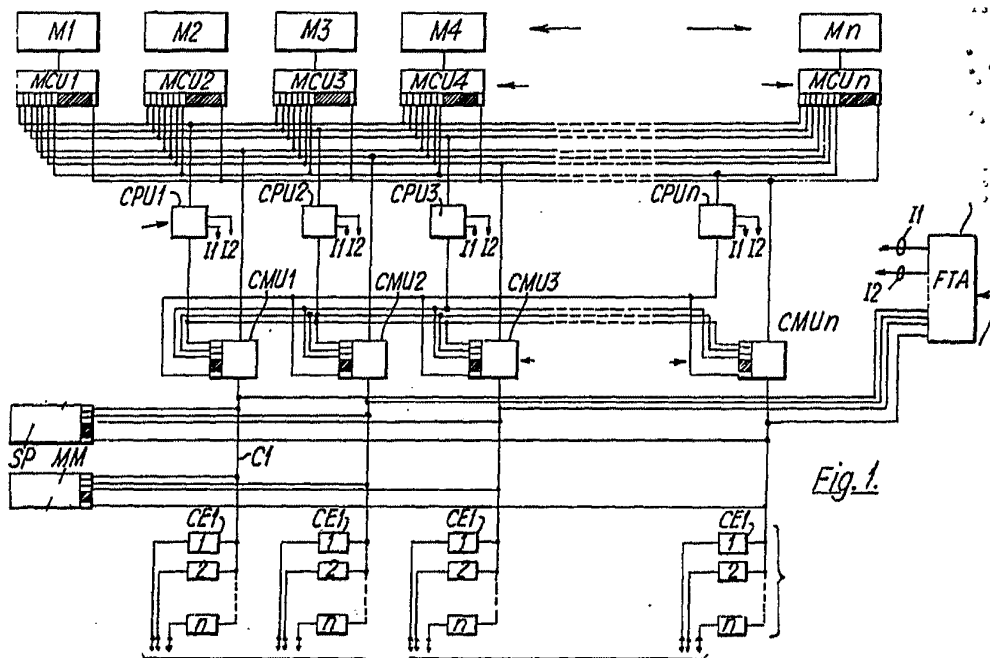 M1 M2 M3 M4 Mn
MCU1 MCU2 MCU3 MCU4 MCUn
CPU1 CPU2 CPU3 CPUn
I1 I2 I1 I2 I1 I2 I1 I2
I1
I2
FTA
CMU1 CMU2 CMU3 CMUn
SP MM
C1
Fig. 1.
CE1 CE1 CE1 CE1
1 1 1 1
2 2 2 2
n n n n